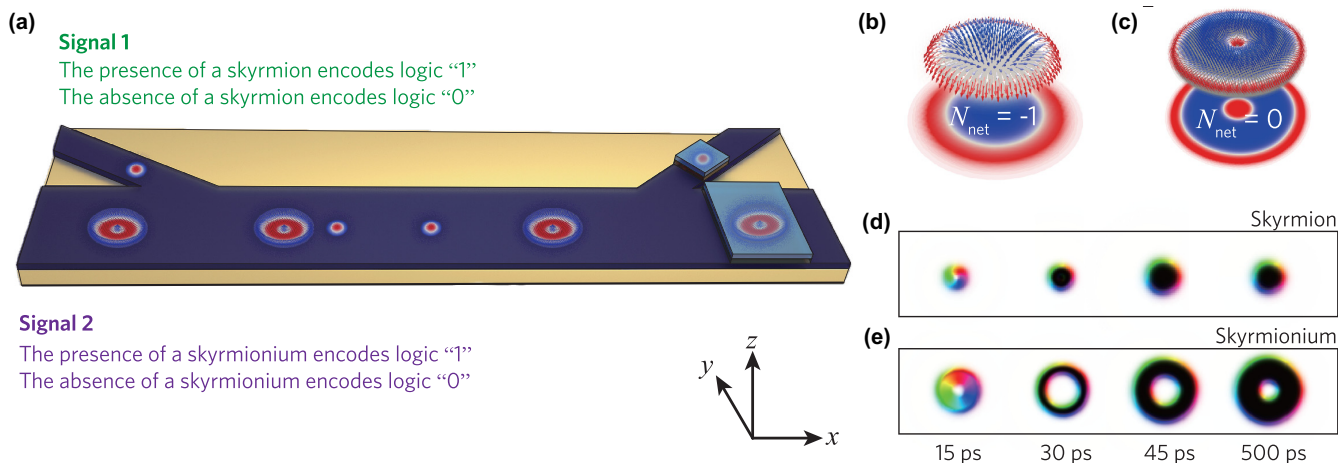 (a)
Signal 1
The presence of a skyrmion encodes logic “1”
The absence of a skyrmion encodes logic “0”
Signal 2
The presence of a skyrmionium encodes logic “1”
The absence of a skyrmionium encodes logic “0”
z
y
x
(b)
N_net = -1
(c)
N_net = 0
(d)
Skyrmion
(e)
Skyrmionium
15 ps 30 ps 45 ps 500 ps